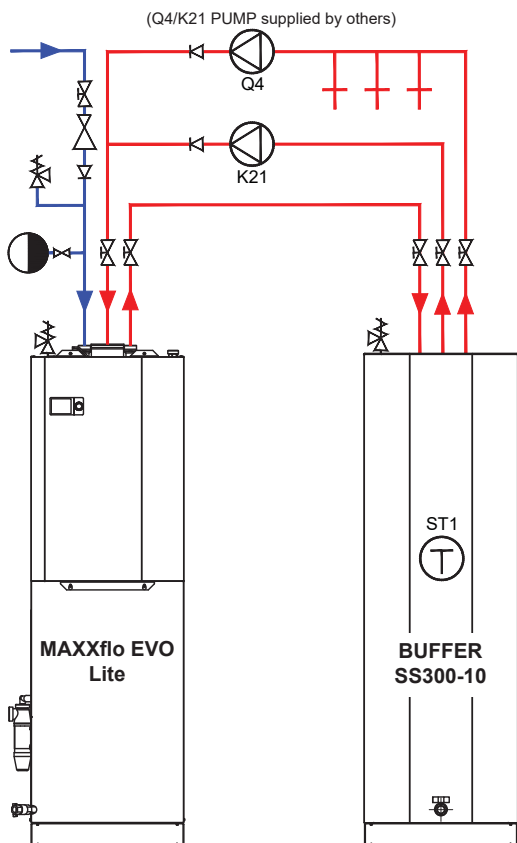 (Q4/K21 PUMP supplied by others)
Q4
K21
ST1
T
MAXXflo EVO
Lite
BUFFER
SS300-10